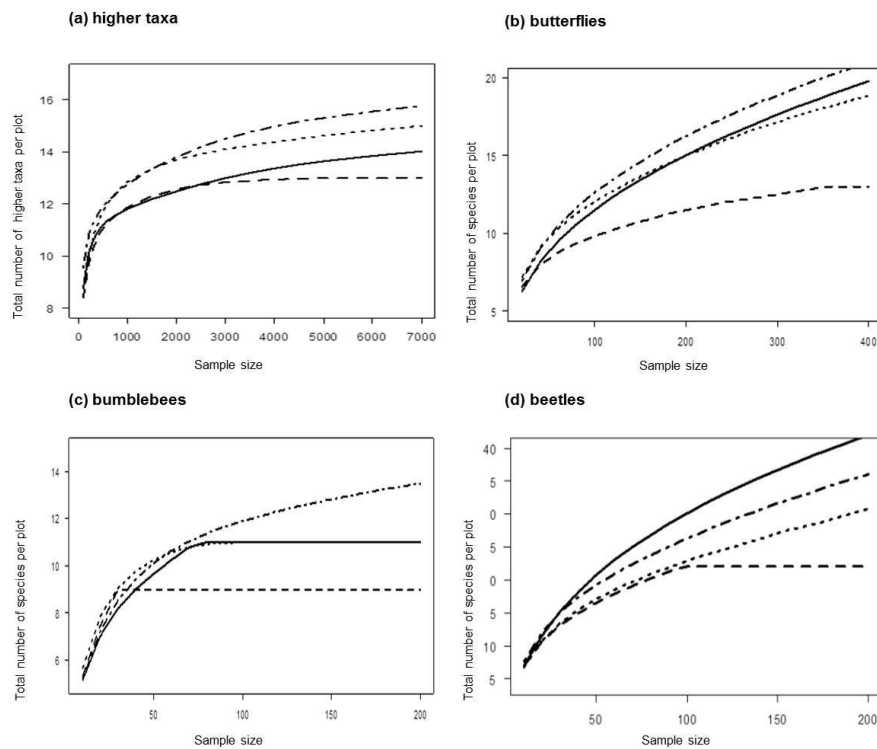 (a) higher taxa
Total number of higher taxa per plot
16
14
12
10
8
0 1000 2000 3000 4000 5000 6000 7000
Sample size
(b) butterflies
Total number of species per plot
20
15
10
5
100 200 300 400
Sample size
(c) bumblebees
Total number of species per plot
14
12
10
8
6
50 100 150 200
Sample size
(d) beetles
Total number of species per plot
40
5
0
5
0
5
10
5
50 100 150 200
Sample size